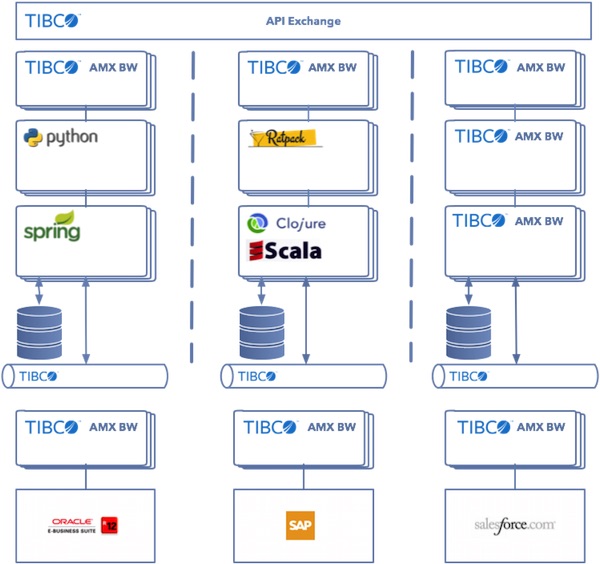 TIBCO API Exchange
TIBCO AMX BW TIBCO AMX BW TIBCO AMX BW
python Ratpack TIBCO AMX BW
spring Clojure TIBCO AMX BW
Scala
TIBCO TIBCO TIBCO
TIBCO AMX BW TIBCO AMX BW TIBCO AMX BW
ORACLE 12 SAP salesforce.com
E-BUSINESS SUITE